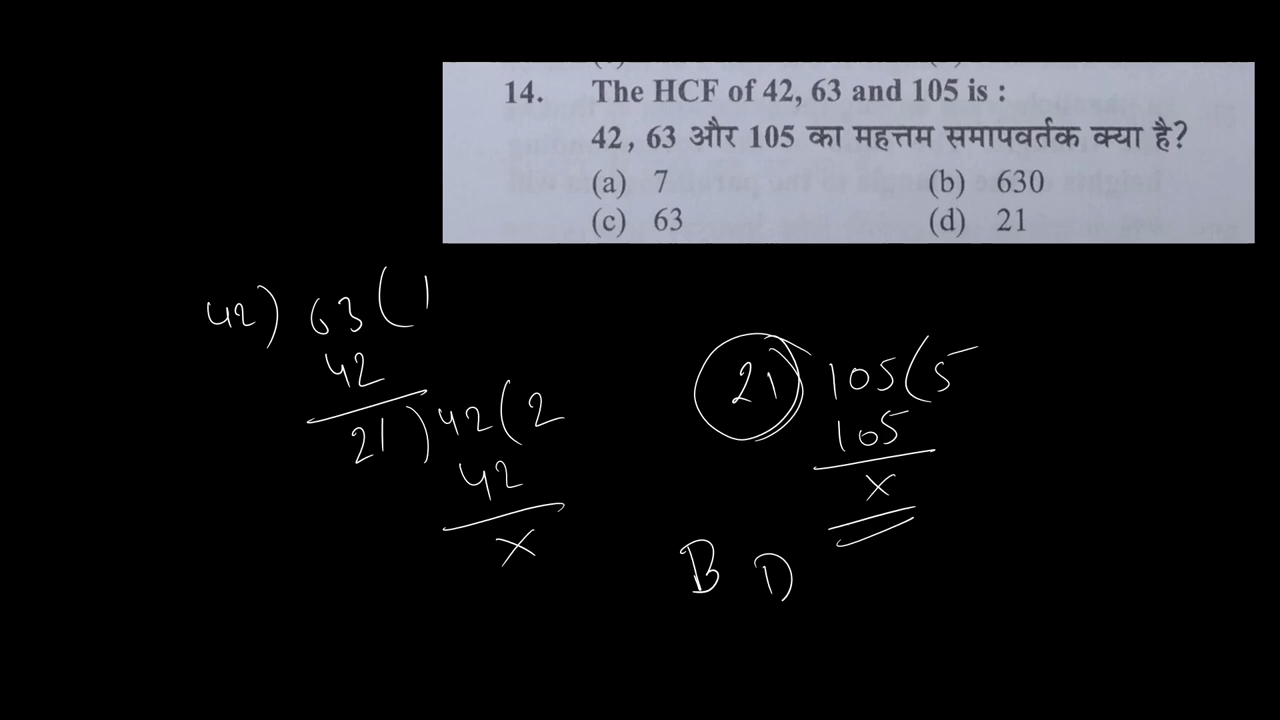 14. The HCF of 42, 63 and 105 is :
42, 63 और 105 का महत्तम समापवर्तक क्या है?
(a) 7 (b) 630
(c) 63 (d) 21
42) 63 ( 1
42
21) 42 ( 2
42
x
21) 105 ( 5
105
x
B D